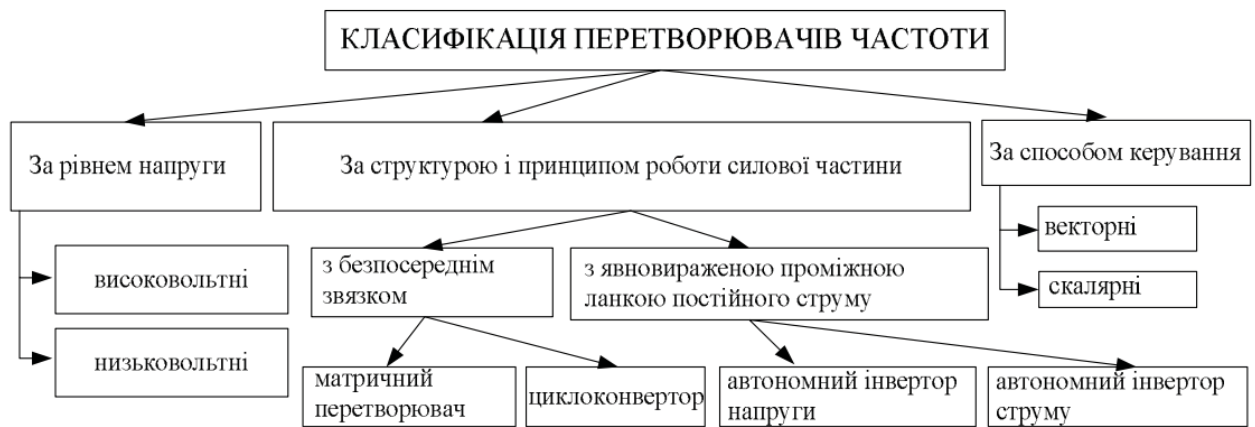 КЛАСИФІКАЦІЯ ПЕРЕТВОРЮВАЧІВ ЧАСТОТИ
За рівнем напруги
За структурою і принципом роботи силової частини
За способом керування
високовольтні
низьковольтні
з безпосереднім
звязком
з явновираженою проміжною
ланкою постійного струму
векторні
скалярні
матричний
перетворювач
циклоконвертор
автономний інвертор
напруги
автономний інвертор
струму